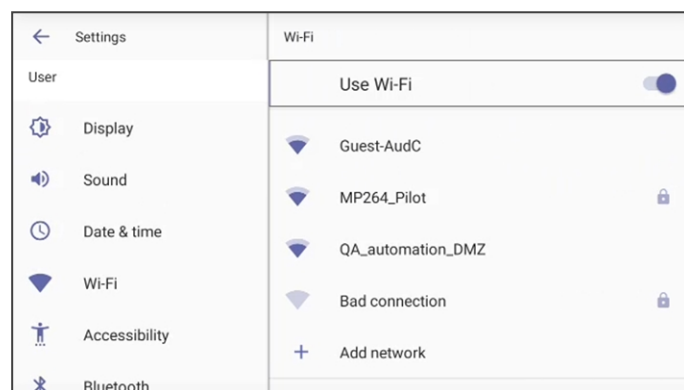 Settings
User
Display
Sound
Date & time
Wi-Fi
Accessibility
Bluetooth
Wi-Fi
Use Wi-Fi
Guest-AudC
MP264_Pilot
QA_automation_DMZ
Bad connection
Add network